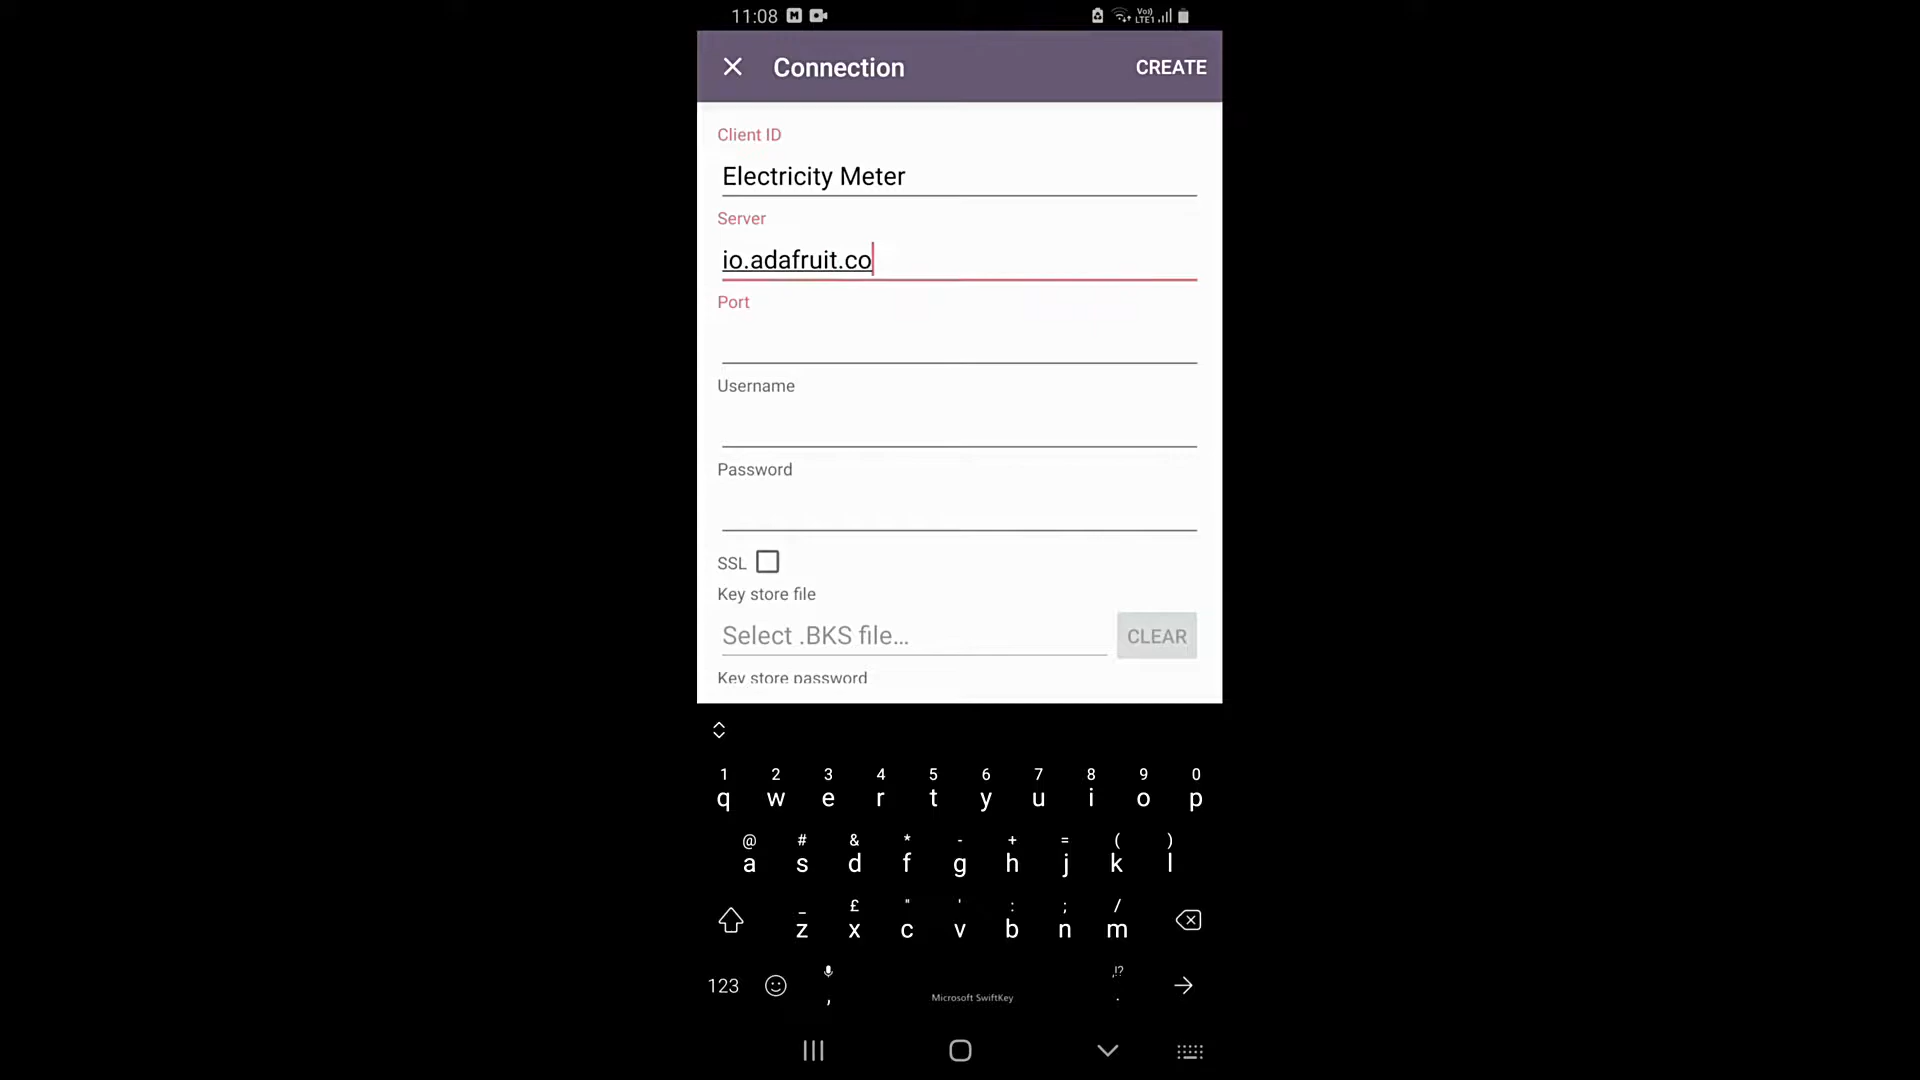 11:08 M Vo) LTE1
Connection CREATE
Client ID
Electricity Meter
Server
io.adafruit.co
Port
Username
Password
SSL
Key store file
Select .BKS file... CLEAR
Key store password
1 2 3 4 5 6 7 8 9 0
q w e r t y u i o p
@ # & * - + = ( )
a s d f g h j k l
_ £ " ' : ; /
z x c v b n m
,!?
123 , Microsoft SwiftKey .